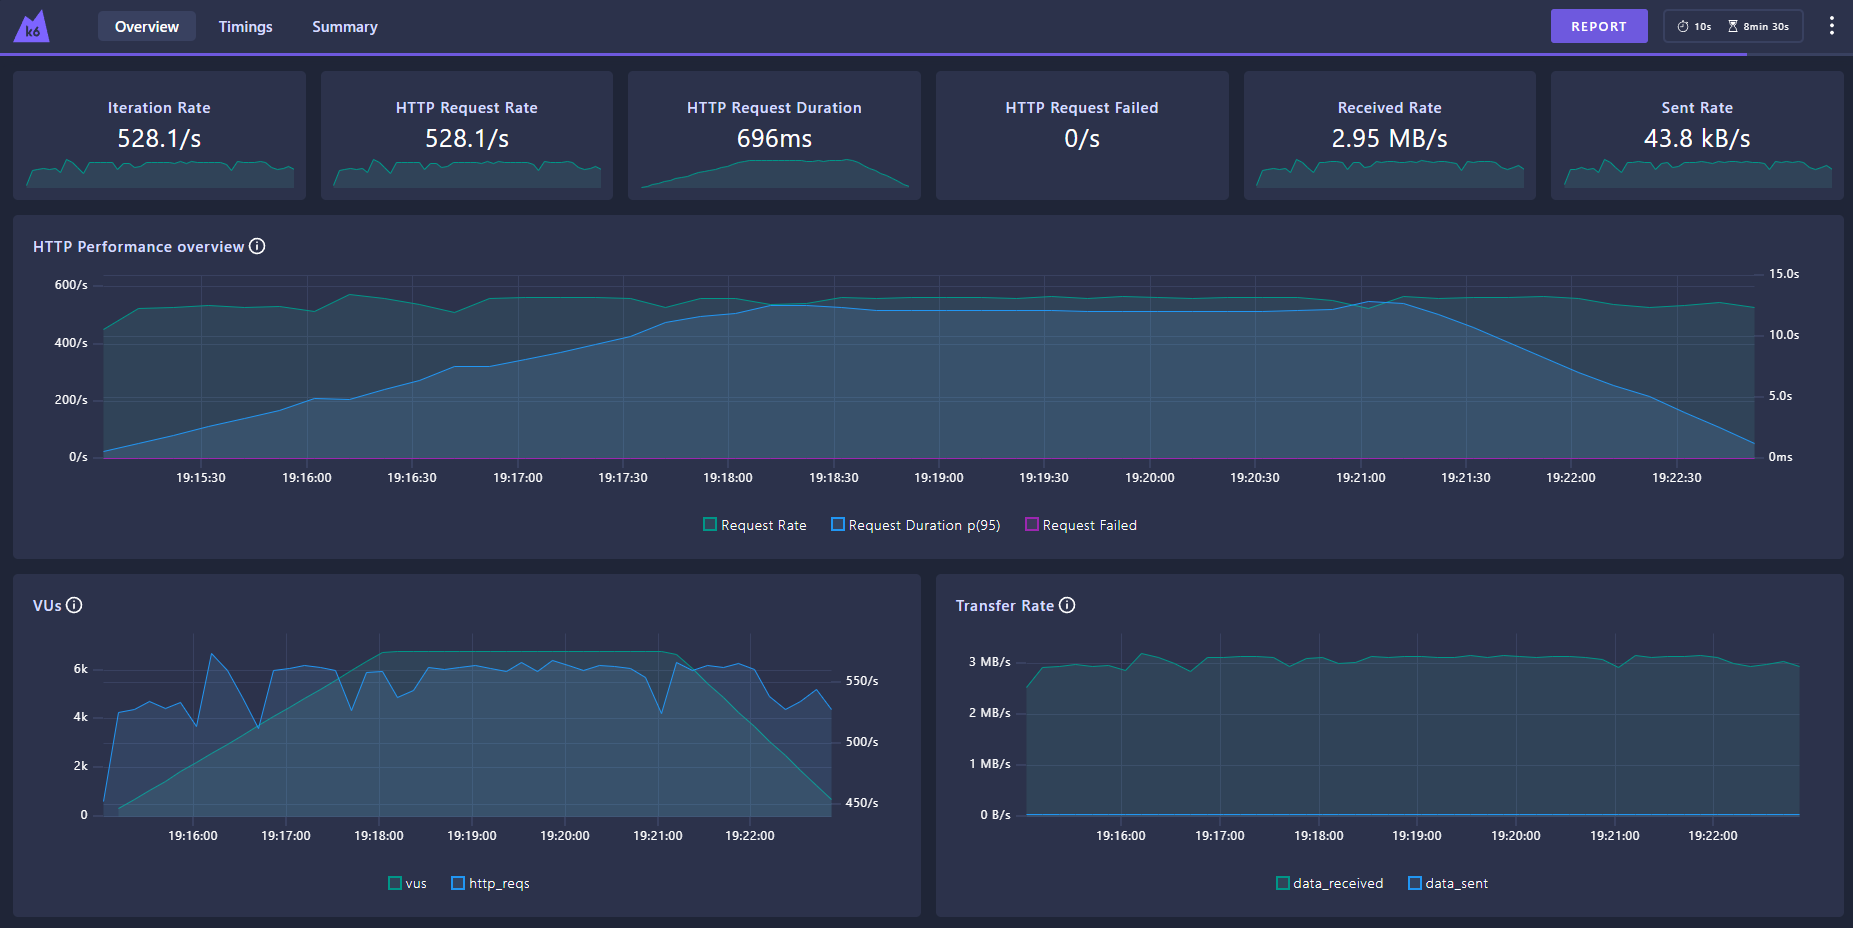 k6
Overview Timings Summary
REPORT 10s 8min 30s
Iteration Rate
528.1/s
HTTP Request Rate
528.1/s
HTTP Request Duration
696ms
HTTP Request Failed
0/s
Received Rate
2.95 MB/s
Sent Rate
43.8 kB/s
HTTP Performance overview
600/s
400/s
200/s
0/s
15.0s
10.0s
5.0s
0ms
19:15:30 19:16:00 19:16:30 19:17:00 19:17:30 19:18:00 19:18:30 19:19:00 19:19:30 19:20:00 19:20:30 19:21:00 19:21:30 19:22:00 19:22:30
Request Rate Request Duration p(95) Request Failed
VUs
6k
4k
2k
0
550/s
500/s
450/s
19:16:00 19:17:00 19:18:00 19:19:00 19:20:00 19:21:00 19:22:00
vus http_reqs
Transfer Rate
3 MB/s
2 MB/s
1 MB/s
0 B/s
19:16:00 19:17:00 19:18:00 19:19:00 19:20:00 19:21:00 19:22:00
data_received data_sent